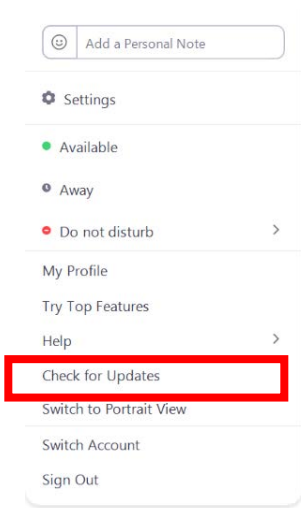 Add a Personal Note
Settings
Available
Away
Do not disturb
My Profile
Try Top Features
Help
Check for Updates
Switch to Portrait View
Switch Account
Sign Out